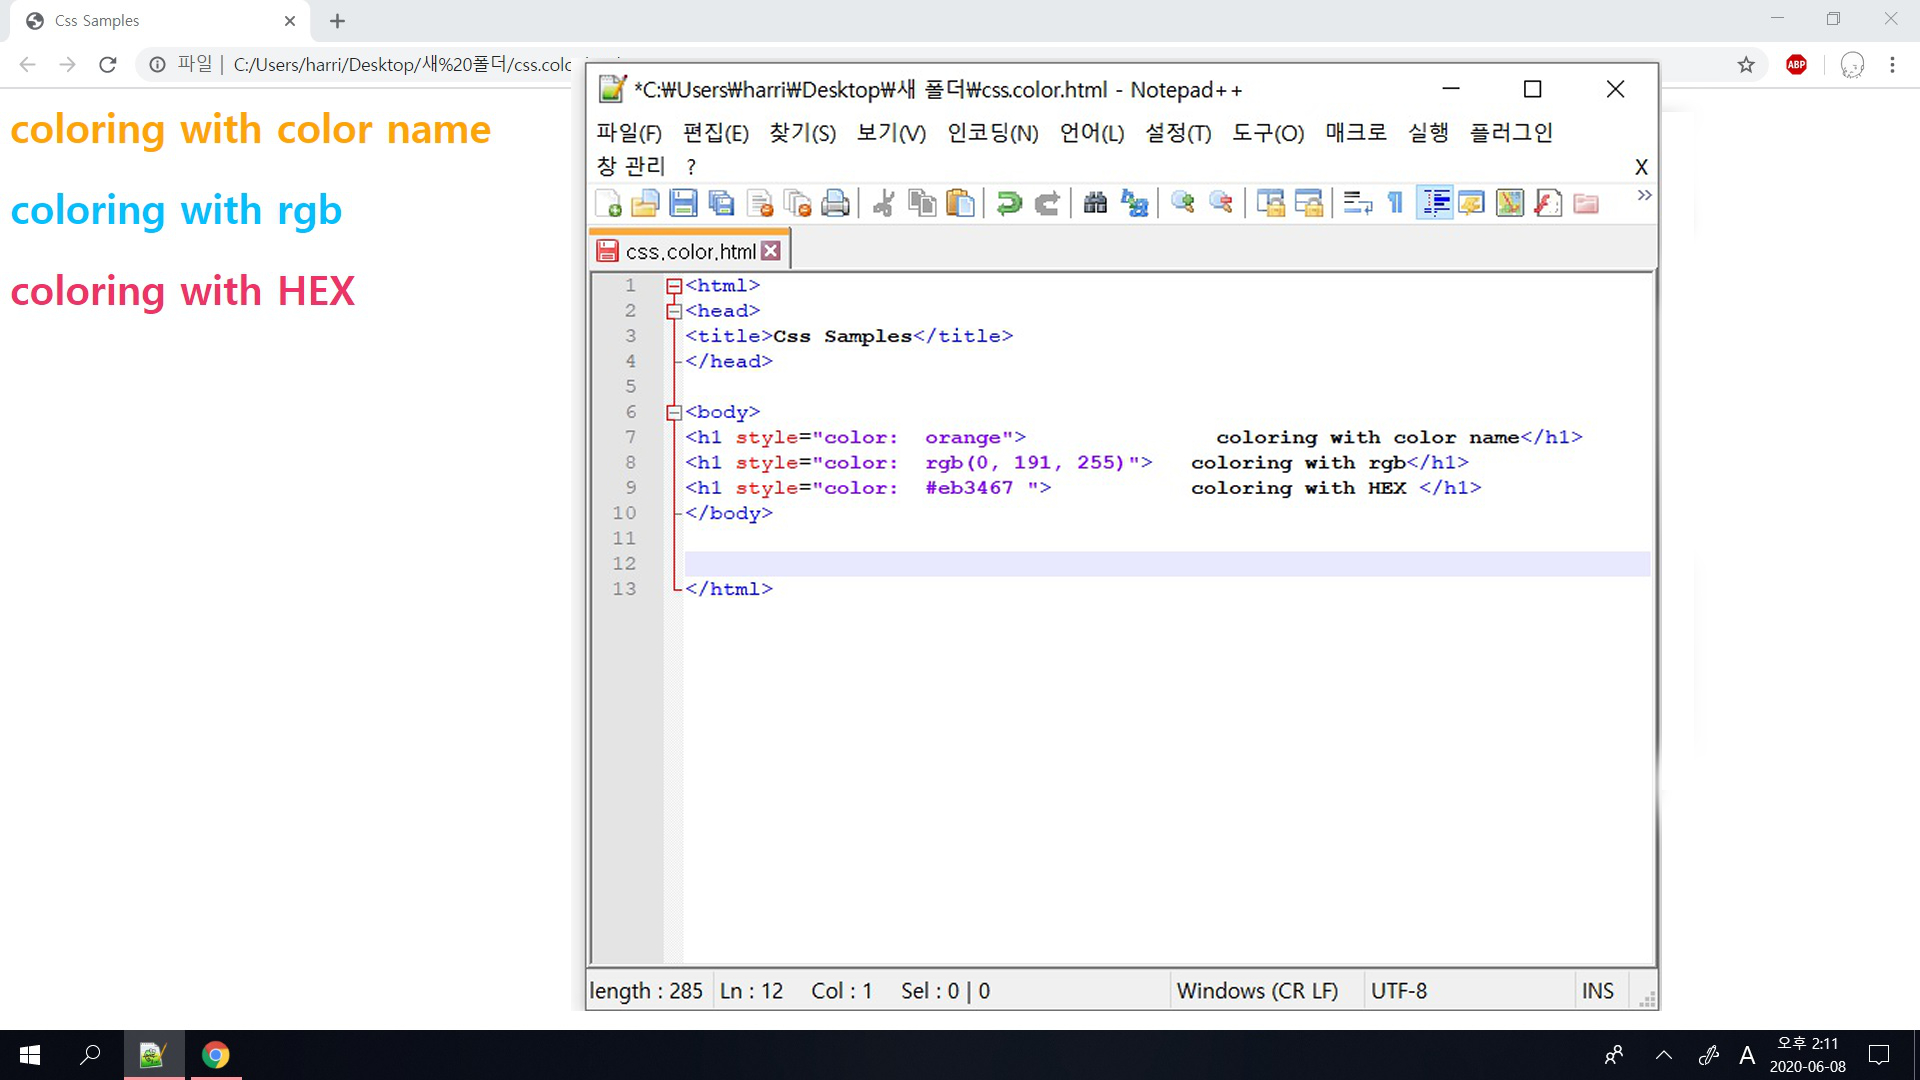 Css Samples
파일 | C:/Users/harri/Desktop/새%20폴더/css.colo
ABP
coloring with color name
coloring with rgb
coloring with HEX
*C:₩Users₩harri₩Desktop₩새 폴더₩css.color.html - Notepad++
파일(F) 편집(E) 찾기(S) 보기(V) 인코딩(N) 언어(L) 설정(T) 도구(O) 매크로 실행 플러그인
창 관리 ? X
css.color.html
1 <html>
2 <head>
3 <title>Css Samples</title>
4 </head>
5
6 <body>
7 <h1 style="color: orange"> coloring with color name</h1>
8 <h1 style="color: rgb(0, 191, 255)"> coloring with rgb</h1>
9 <h1 style="color: #eb3467 "> coloring with HEX </h1>
10 </body>
11
12
13 </html>
length : 285 Ln : 12 Col : 1 Sel : 0 | 0 Windows (CR LF) UTF-8 INS
A 오후 2:11
2020-06-08